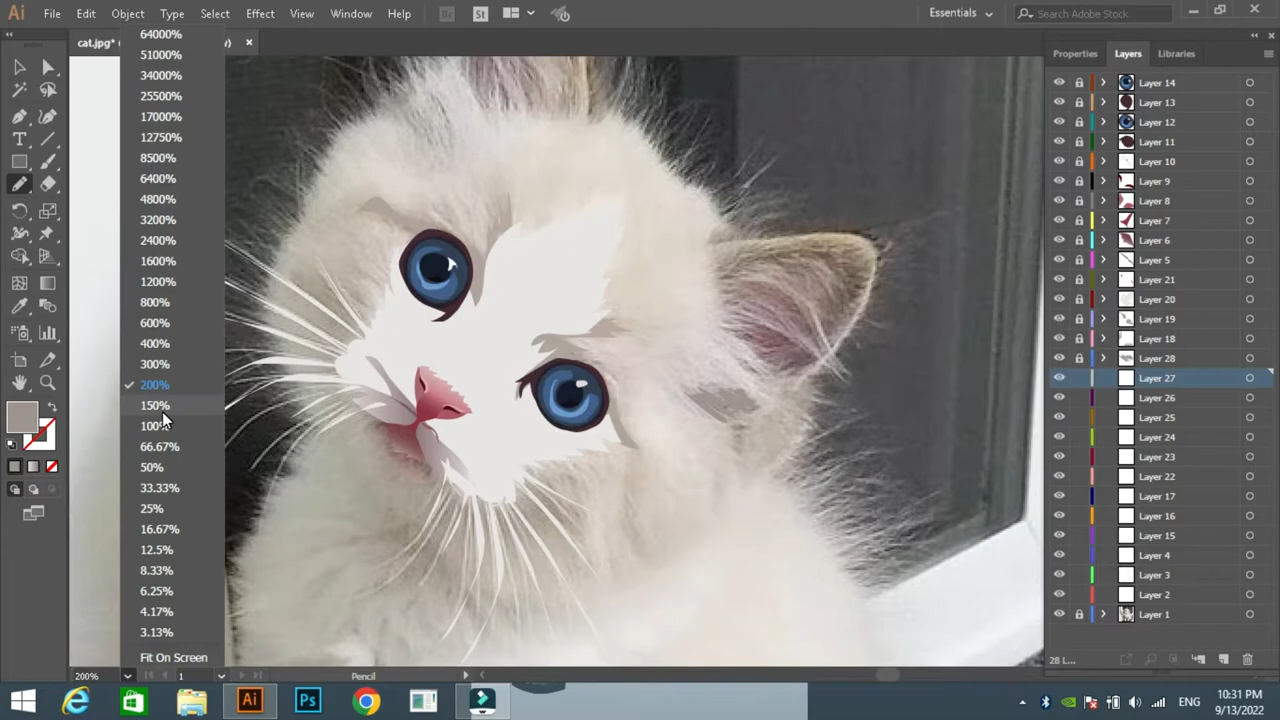 Ai File Edit Object Type Select Effect View Window Help Br St Essentials Search Adobe Stock
cat.jpg*
64000%
51000%
34000%
25500%
17000%
12750%
8500%
6400%
4800%
3200%
2400%
1600%
1200%
800%
600%
400%
300%
200%
150%
100%
66.67%
50%
33.33%
25%
16.67%
12.5%
8.33%
6.25%
4.17%
3.13%
Fit On Screen
Properties Layers Libraries
Layer 14
Layer 13
Layer 12
Layer 11
Layer 10
Layer 9
Layer 8
Layer 7
Layer 6
Layer 5
Layer 21
Layer 20
Layer 19
Layer 18
Layer 28
Layer 27
Layer 26
Layer 25
Layer 24
Layer 23
Layer 22
Layer 17
Layer 16
Layer 15
Layer 4
Layer 3
Layer 2
Layer 1
28 L...
200% 1 Pencil
Ai Ps
ENG
10:31 PM
9/13/2022